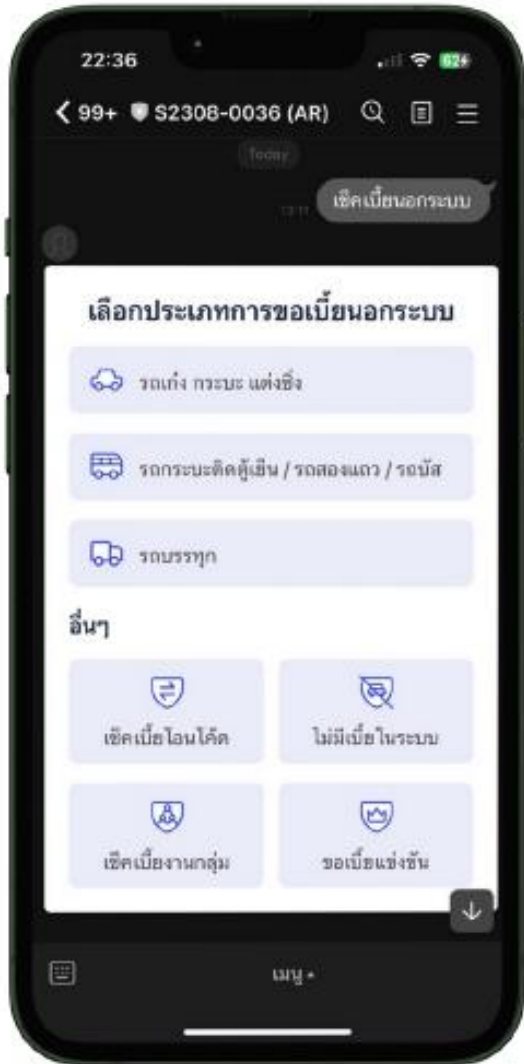 22:36
62
99+ S2308-0036 (AR)
Today
เช็คเบี้ยนอกระบบ
13:11
เลือกประเภทการขอเบี้ยนอกระบบ
รถเก๋ง กระบะ แต่งซิ่ง
รถกระบะติดตู้เย็น / รถสองแถว / รถบัส
รถบรรทุก
อื่นๆ
เช็คเบี้ยโอนโค้ด
ไม่มีเบี้ยในระบบ
เช็คเบี้ยงานกลุ่ม
ขอเบี้ยแข่งขัน
เมนู